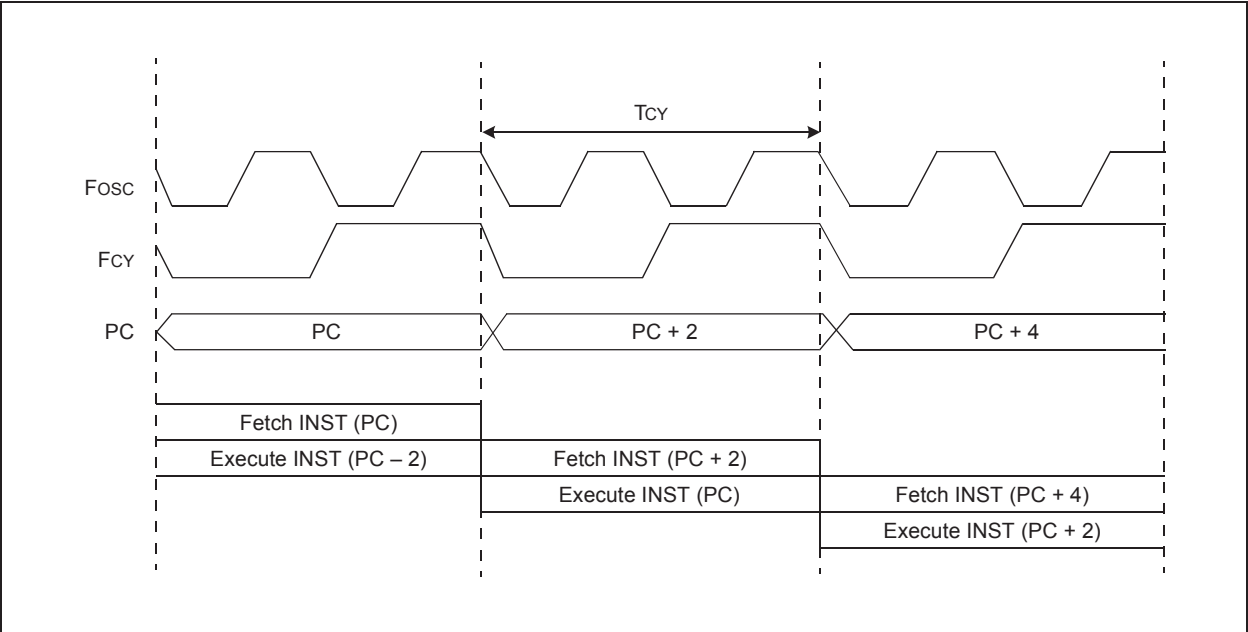 TCY
FOSC
FCY
PC PC PC + 2 PC + 4
Fetch INST (PC)
Execute INST (PC – 2) Fetch INST (PC + 2)
Execute INST (PC) Fetch INST (PC + 4)
Execute INST (PC + 2)